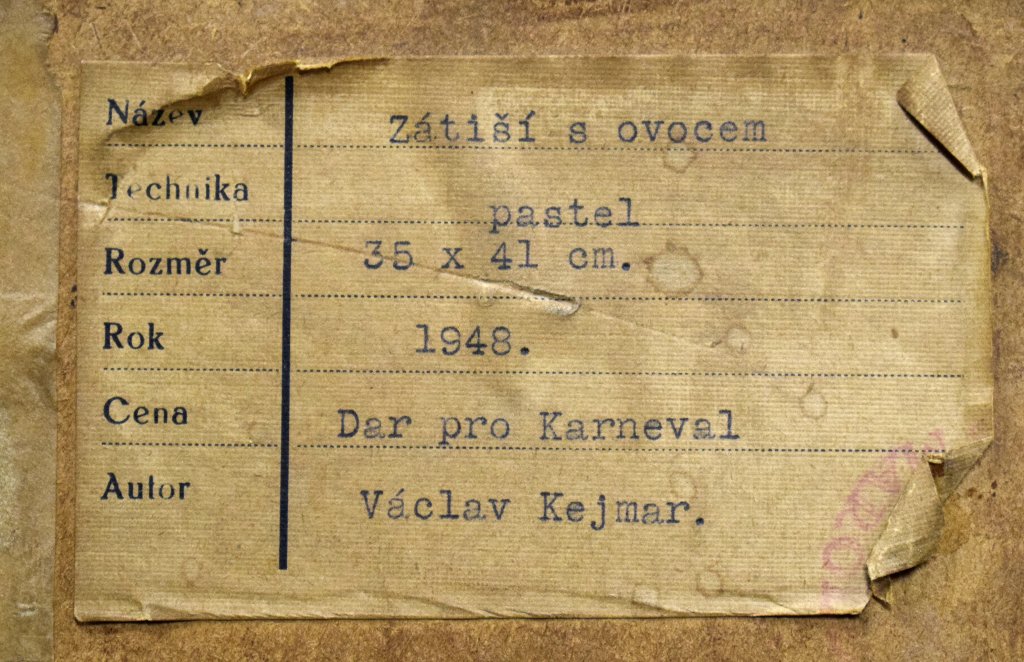 Název Zátiší s ovocem
Technika pastel
Rozměr 35 x 41 cm.
Rok 1948.
Cena Dar pro Karneval
Autor Václav Kejmar.